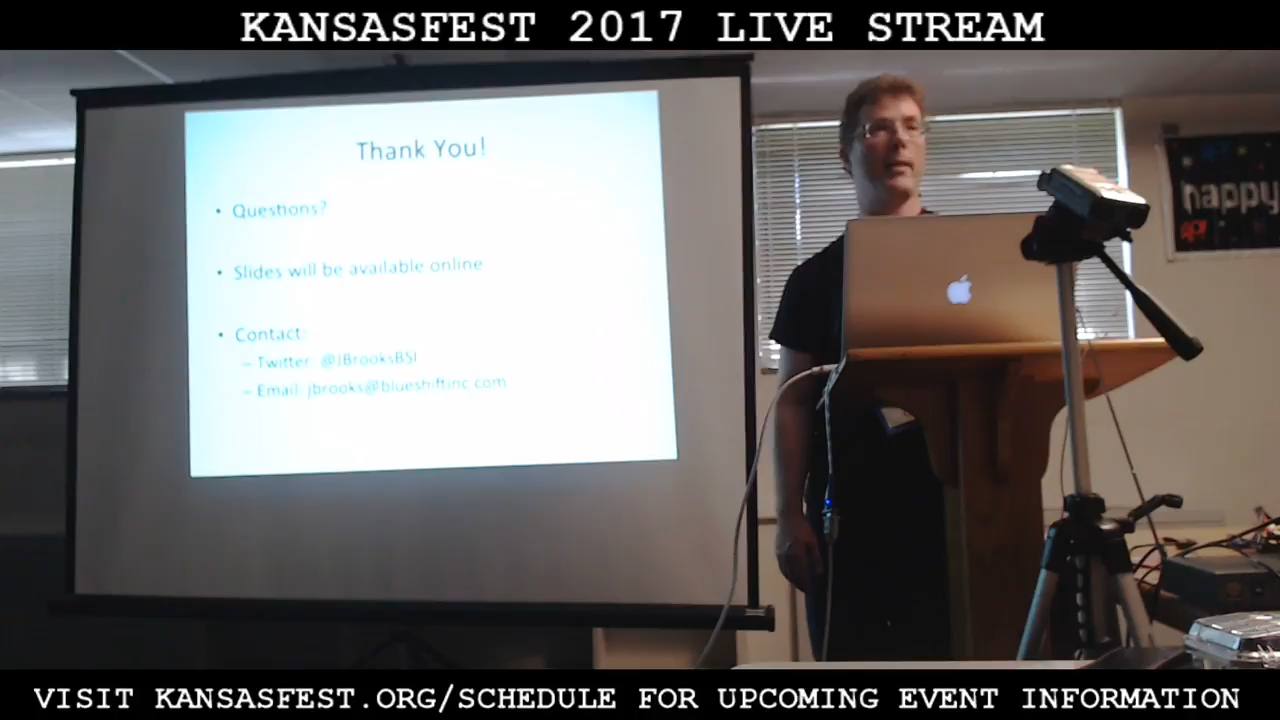 KANSASFEST 2017 LIVE STREAM
Thank You!
• Questions?
• Slides will be available online
• Contact:
– Twitter: @JBrooksBSI
– Email: jbrooks@blueshiftinc.com
happy
VISIT KANSASFEST.ORG/SCHEDULE FOR UPCOMING EVENT INFORMATION